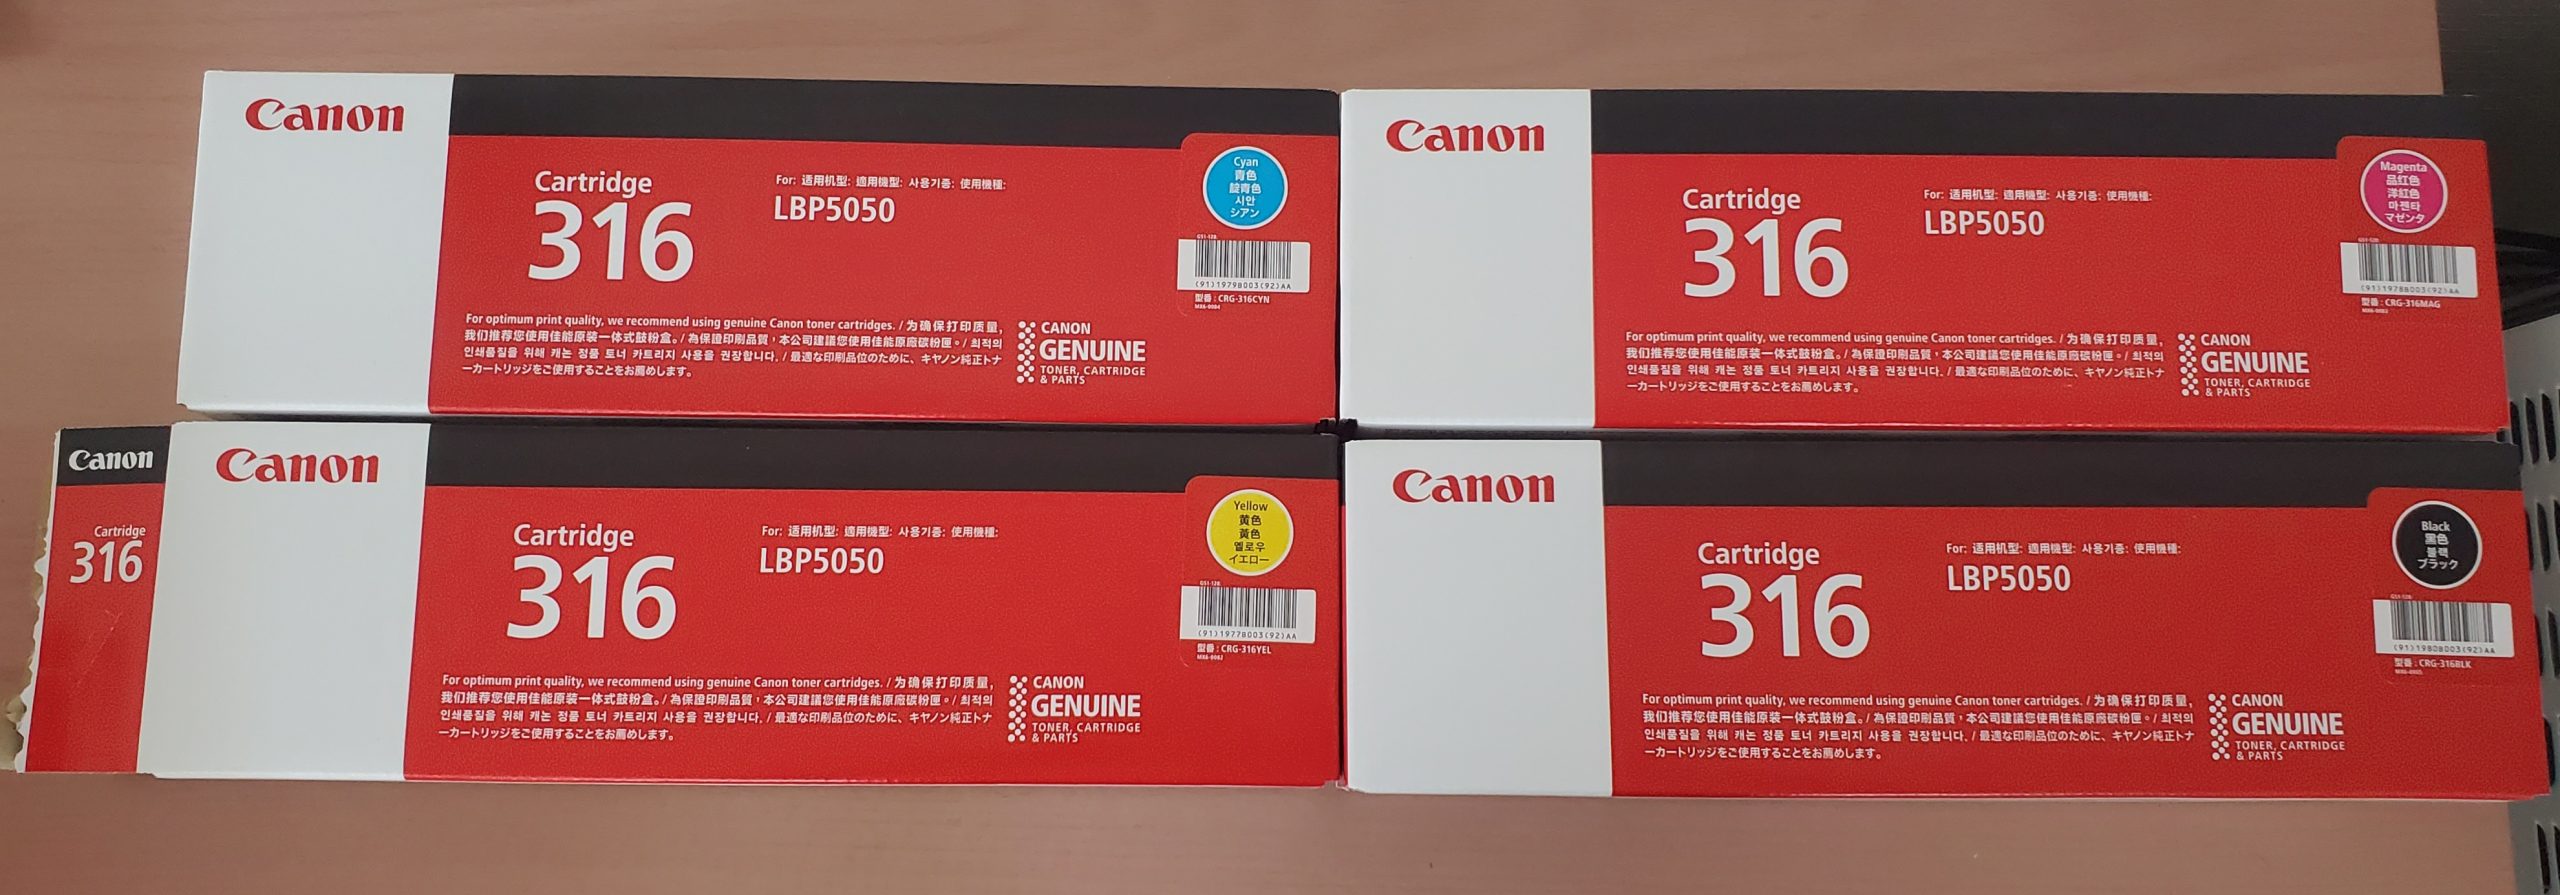 Canon
Cartridge
316
For: 适用机型: 適用機型: 사용기종: 使用機種:
LBP5050
Cyan
青色
靛青色
시안
シアン
(91)1979B003(92)AA
型番 : CRG-316CYN
For optimum print quality, we recommend using genuine Canon toner cartridges. / 为确保打印质量,
我们推荐您使用佳能原装一体式鼓粉盒。/ 為保證印刷品質，本公司建議您使用佳能原廠碳粉匣。/ 최적의
인쇄품질을 위해 캐논 정품 토너 카트리지 사용을 권장합니다. / 最適な印刷品位のために、キヤノン純正トナ
ーカートリッジをご使用することをお薦めします。
CANON
GENUINE
TONER, CARTRIDGE
& PARTS
Canon
Cartridge
316
For: 适用机型: 適用機型: 사용기종: 使用機種:
LBP5050
Magenta
品红色
洋紅色
마젠타
マゼンタ
(91)1978B003(92)AA
型番 : CRG-316MAG
For optimum print quality, we recommend using genuine Canon toner cartridges. / 为确保打印质量,
我们推荐您使用佳能原装一体式鼓粉盒。/ 為保證印刷品質，本公司建議您使用佳能原廠碳粉匣。/ 최적의
인쇄품질을 위해 캐논 정품 토너 카트리지 사용을 권장합니다. / 最適な印刷品位のために、キヤノン純正トナ
ーカートリッジをご使用することをお薦めします。
CANON
GENUINE
TONER, CARTRIDGE
& PARTS
Canon
Cartridge
316
Canon
Cartridge
316
For: 适用机型: 適用機型: 사용기종: 使用機種:
LBP5050
Yellow
黄色
黃色
옐로우
イエロー
(91)1977B003(92)AA
型番 : CRG-316YEL
For optimum print quality, we recommend using genuine Canon toner cartridges. / 为确保打印质量,
我们推荐您使用佳能原装一体式鼓粉盒。/ 為保證印刷品質，本公司建議您使用佳能原廠碳粉匣。/ 최적의
인쇄품질을 위해 캐논 정품 토너 카트리지 사용을 권장합니다. / 最適な印刷品位のために、キヤノン純正トナ
ーカートリッジをご使用することをお薦めします。
CANON
GENUINE
TONER, CARTRIDGE
& PARTS
Canon
Cartridge
316
For: 适用机型: 適用機型: 사용기종: 使用機種:
LBP5050
Black
黑色
블랙
ブラック
(91)1980B003(92)AA
型番 : CRG-316BLK
For optimum print quality, we recommend using genuine Canon toner cartridges. / 为确保打印质量,
我们推荐您使用佳能原装一体式鼓粉盒。/ 為保證印刷品質，本公司建議您使用佳能原廠碳粉匣。/ 최적의
인쇄품질을 위해 캐논 정품 토너 카트리지 사용을 권장합니다. / 最適な印刷品位のために、キヤノン純正トナ
ーカートリッジをご使用することをお薦めします。
CANON
GENUINE
TONER, CARTRIDGE
& PARTS